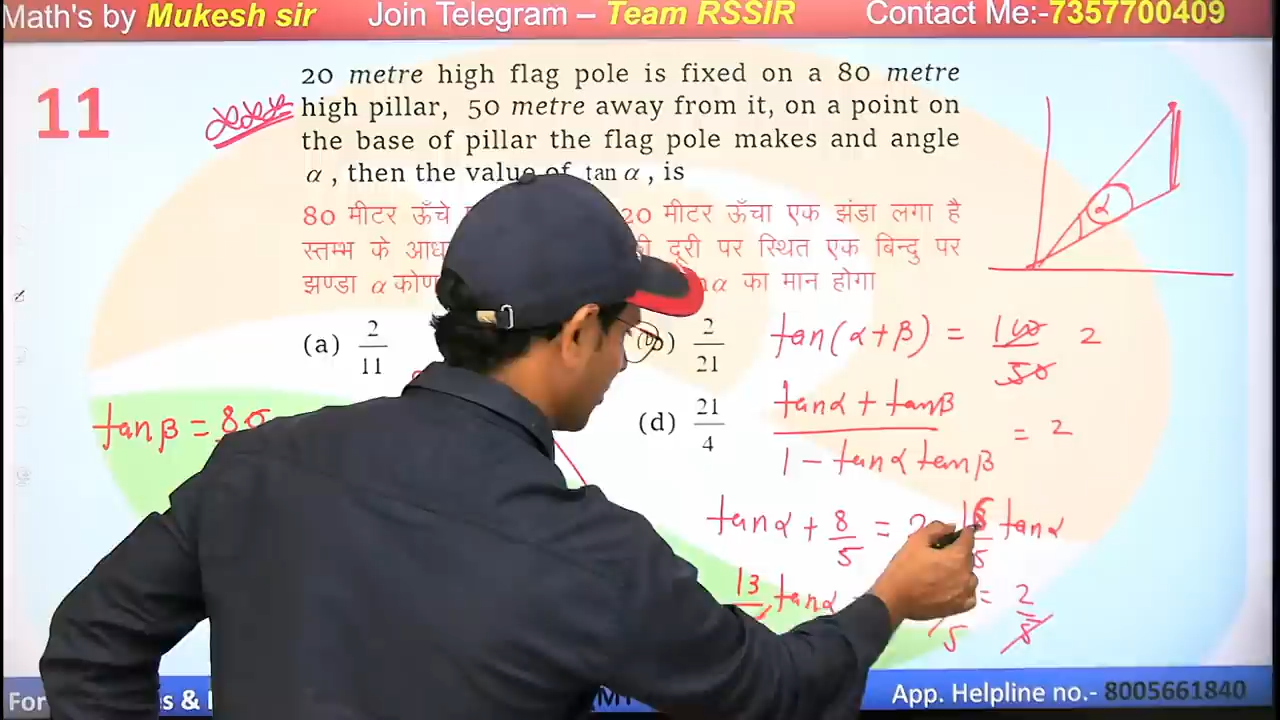 Math's by Mukesh sir Join Telegram – Team RSSIR Contact Me:-7357700409
11
20 metre high flag pole is fixed on a 80 metre
high pillar, 50 metre away from it, on a point on
the base of pillar the flag pole makes and angle
α , then the value of tan α , is
80 मीटर ऊँचे 20 मीटर ऊँचा एक झंडा लगा है
स्तम्भ के दूरी पर स्थित एक बिन्दु पर
झण्डा α कोण का मान होगा
α
(a) 2/11
2/21
tan(α+β) = 100/50 2
tanβ = 80
(d) 21/4
tanα + tanβ / 1 - tanα tanβ = 2
tanα + 8/5 = 2 16/5 tanα
13 tanα 5 = 2/5
For & App. Helpline no.- 8005661840